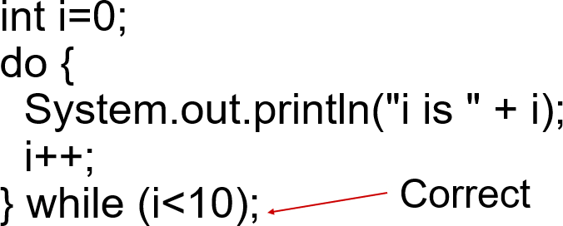 int i=0;
do {
System.out.println("i is " + i);
i++;
} while (i<10);
Correct